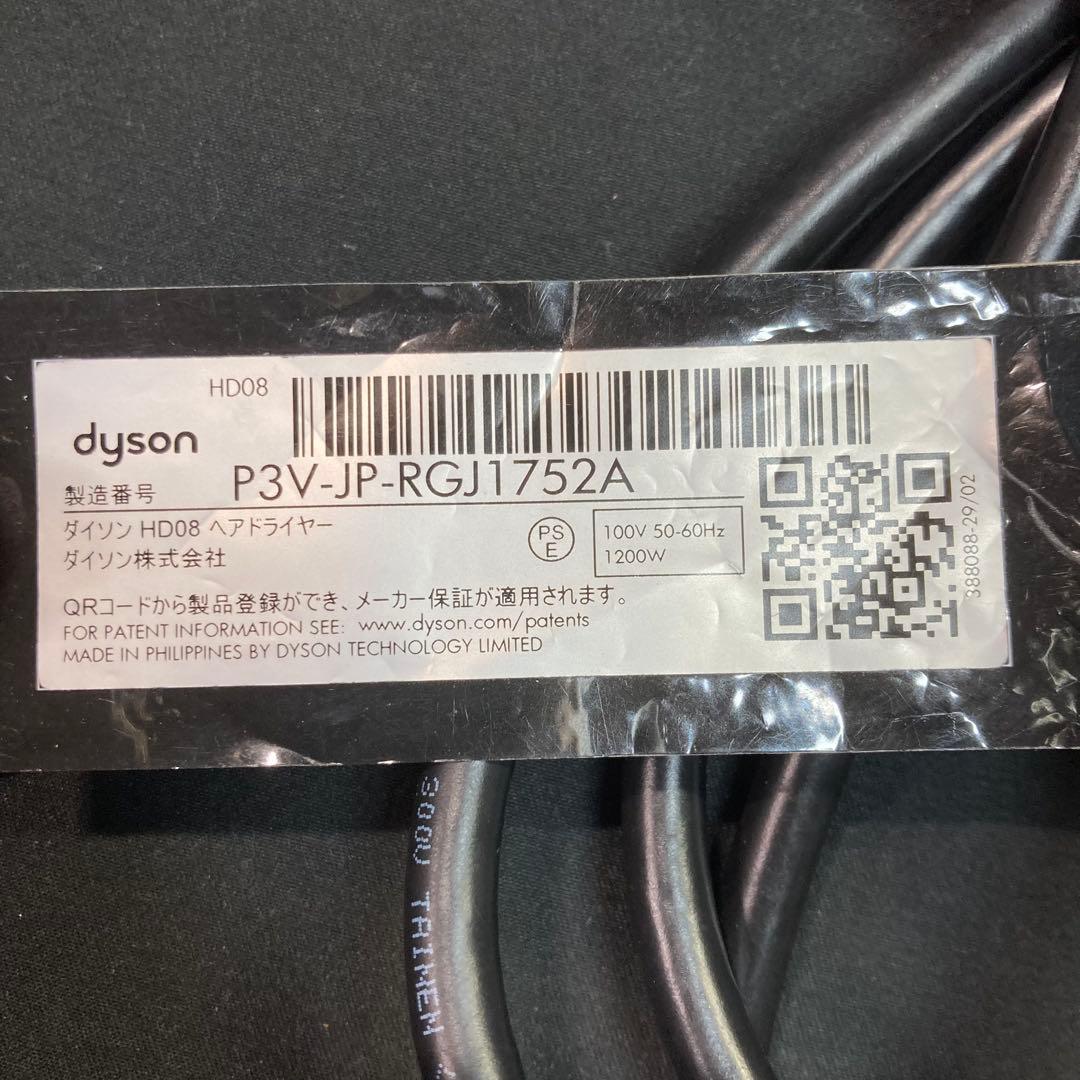 HD08
dyson
製造番号 P3V-JP-RGJ1752A
ダイソン HD08 ヘアドライヤー
ダイソン株式会社
PS
E
100V 50-60Hz
1200W
388088-29/02
QRコードから製品登録ができ、メーカー保証が適用されます。
FOR PATENT INFORMATION SEE: www.dyson.com/patents
MADE IN PHILIPPINES BY DYSON TECHNOLOGY LIMITED
300V TAIMEM